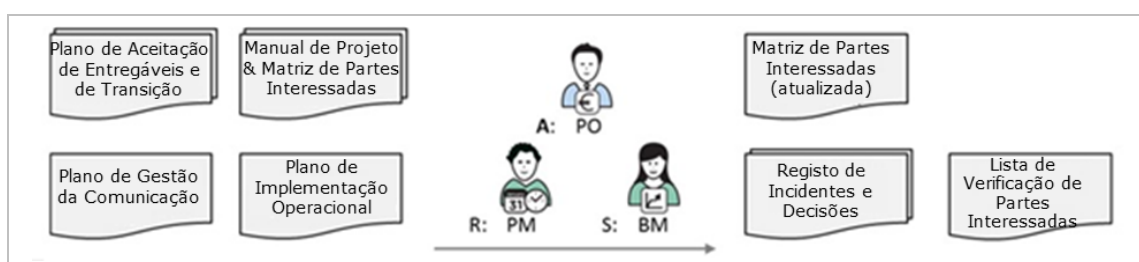 Plano de Aceitação
de Entregáveis e
de Transição
Manual de Projeto
& Matriz de Partes
Interessadas
Matriz de Partes
Interessadas
(atualizada)
€
A: PO
Plano de Gestão
da Comunicação
Plano de
Implementação
Operacional
31
R: PM
S: BM
Registo de
Incidentes e
Decisões
Lista de
Verificação de
Partes
Interessadas